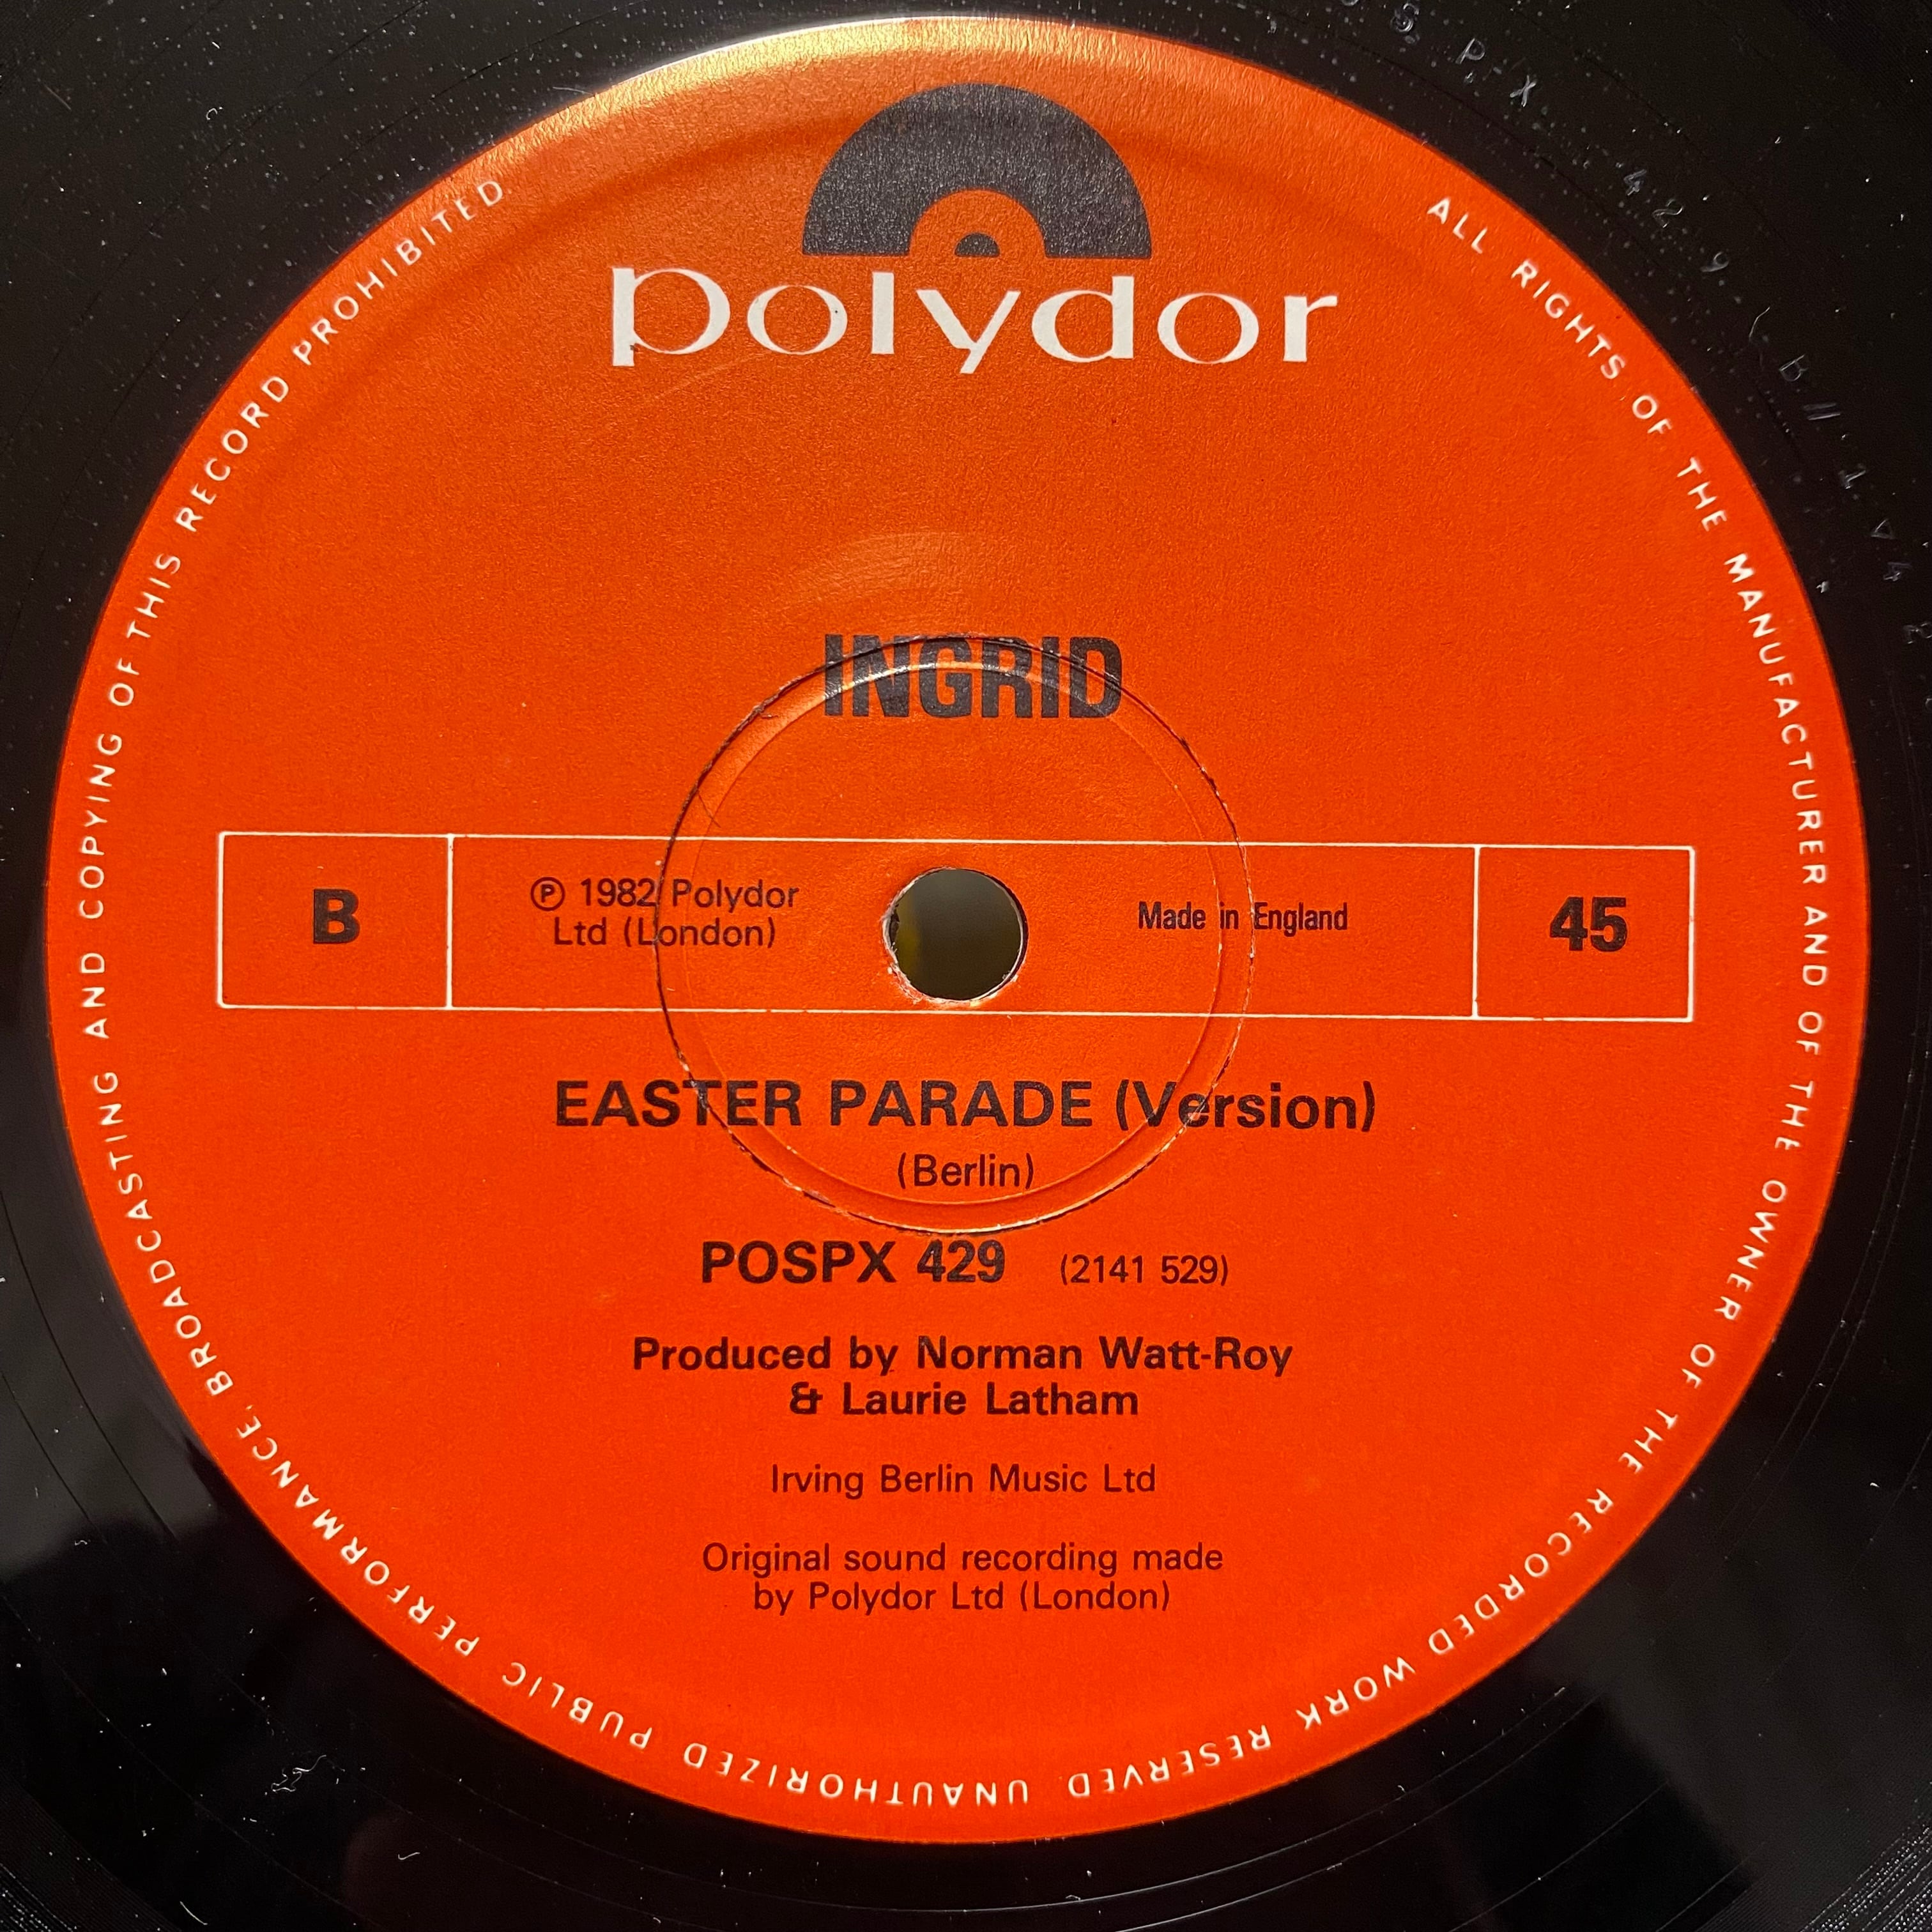 polydor
INGRID
B
℗ 1982 Polydor
Ltd (London)
Made in England
45
EASTER PARADE (Version)
(Berlin)
POSPX 429 (2141 529)
Produced by Norman Watt-Roy
& Laurie Latham
Irving Berlin Music Ltd
Original sound recording made
by Polydor Ltd (London)
ALL RIGHTS OF THE MANUFACTURER AND OF THE OWNER OF THE RECORDED WORK RESERVED. UNAUTHORIZED PUBLIC PERFORMANCE, BROADCASTING AND COPYING OF THIS RECORD PROHIBITED